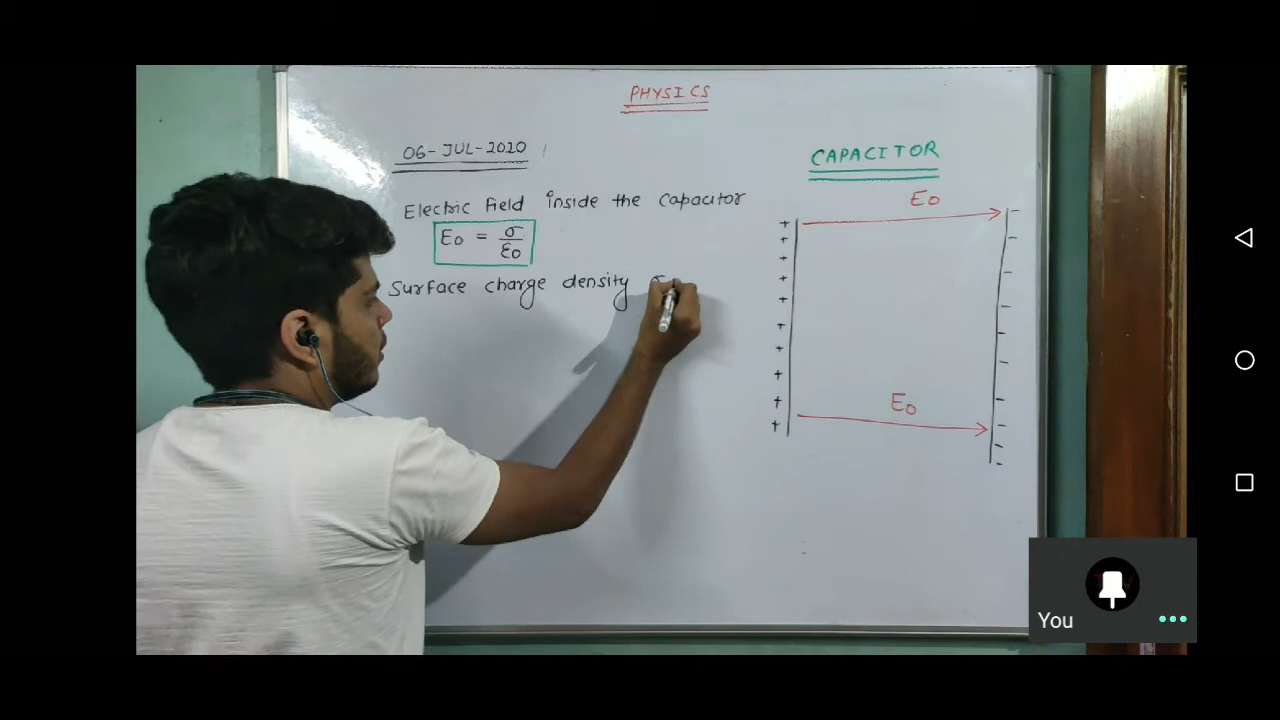 PHYSICS
06-JUL-2020
CAPACITOR
Electric field inside the capacitor
E₀ = σ/ε₀
Surface charge density
E₀
+ + + + + + + + + +
- - - - - - - - - -
E₀
You